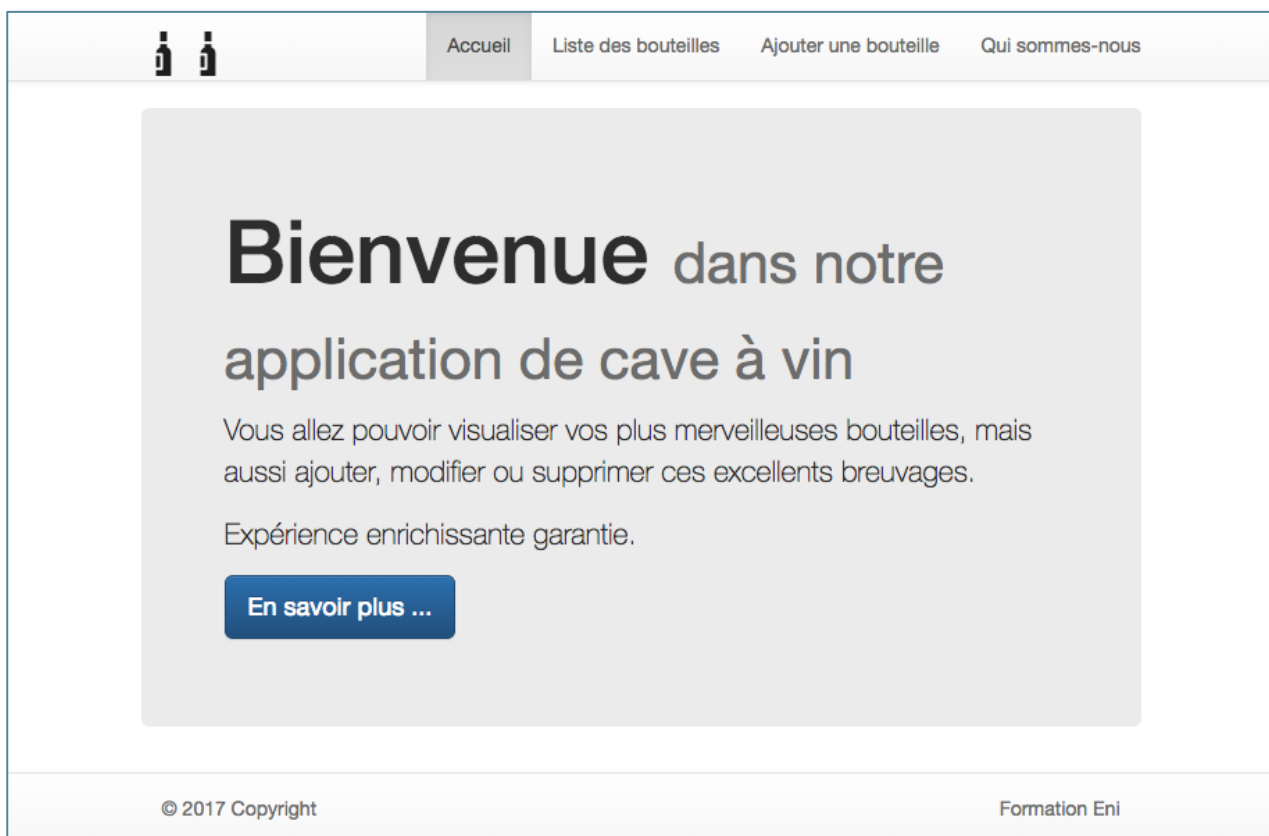 Accueil Liste des bouteilles Ajouter une bouteille Qui sommes-nous
Bienvenue dans notre
application de cave à vin
Vous allez pouvoir visualiser vos plus merveilleuses bouteilles, mais
aussi ajouter, modifier ou supprimer ces excellents breuvages.
Expérience enrichissante garantie.
En savoir plus ...
© 2017 Copyright Formation Eni